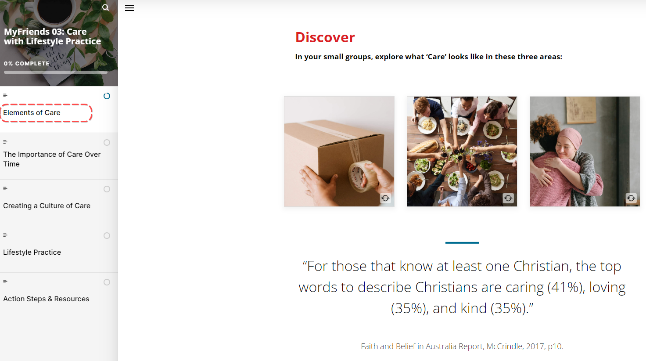 MyFriends 03: Care
with Lifestyle Practice
0% COMPLETE
Elements of Care
The Importance of Care Over
Time
Creating a Culture of Care
Lifestyle Practice
Action Steps & Resources
Discover
In your small groups, explore what ‘Care’ looks like in these three areas:
“For those that know at least one Christian, the top
words to describe Christians are caring (41%), loving
(35%), and kind (35%).”
Faith and Belief in Australia Report, McCrindle, 2017, p10.